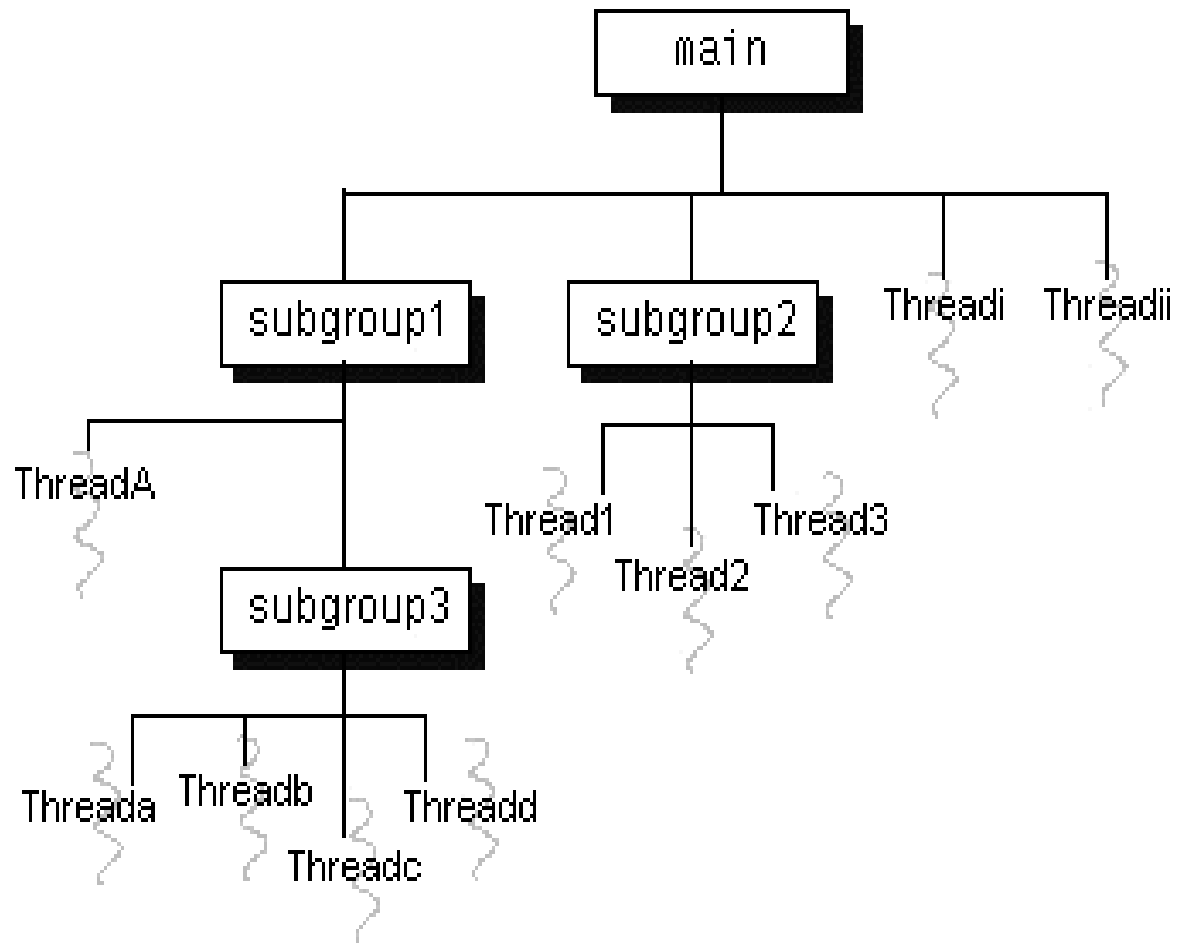 main
subgroup1
subgroup2
Threadi
Threadii
ThreadA
Thread1
Thread2
Thread3
subgroup3
Threada
Threadb
Threadc
Threadd